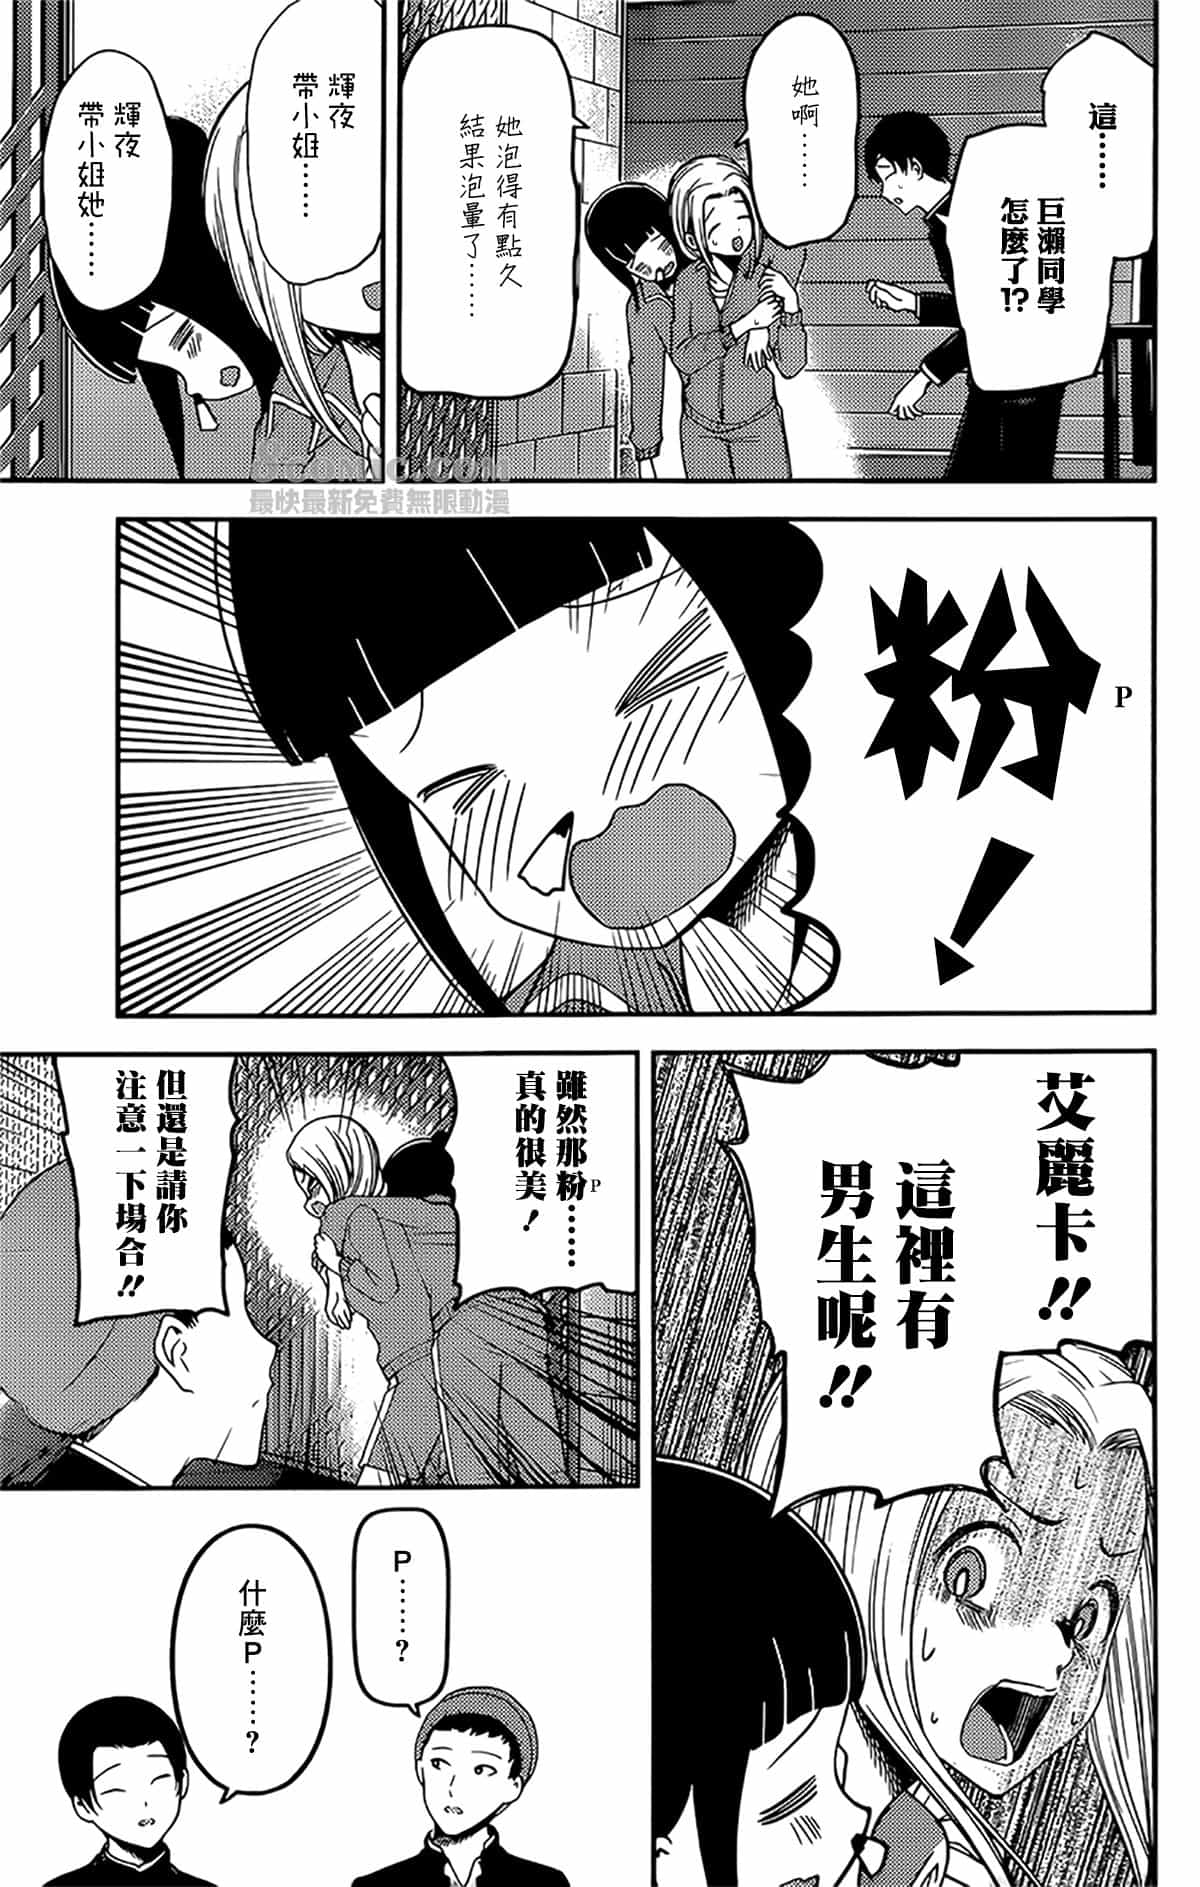 這……
巨瀨同學
怎麼了!?
她啊……
她泡得有點久
結果泡暈了……
輝夜
帶小姐……
輝夜
帶小姐她……
COMIC.COM
最快最新免費無限動漫
粉！
P
艾麗卡!!
這裡有
男生呢!!
雖然那粉……
P
真的很美！
但還是請你
注意一下場合!!
P……？
什麼P……？